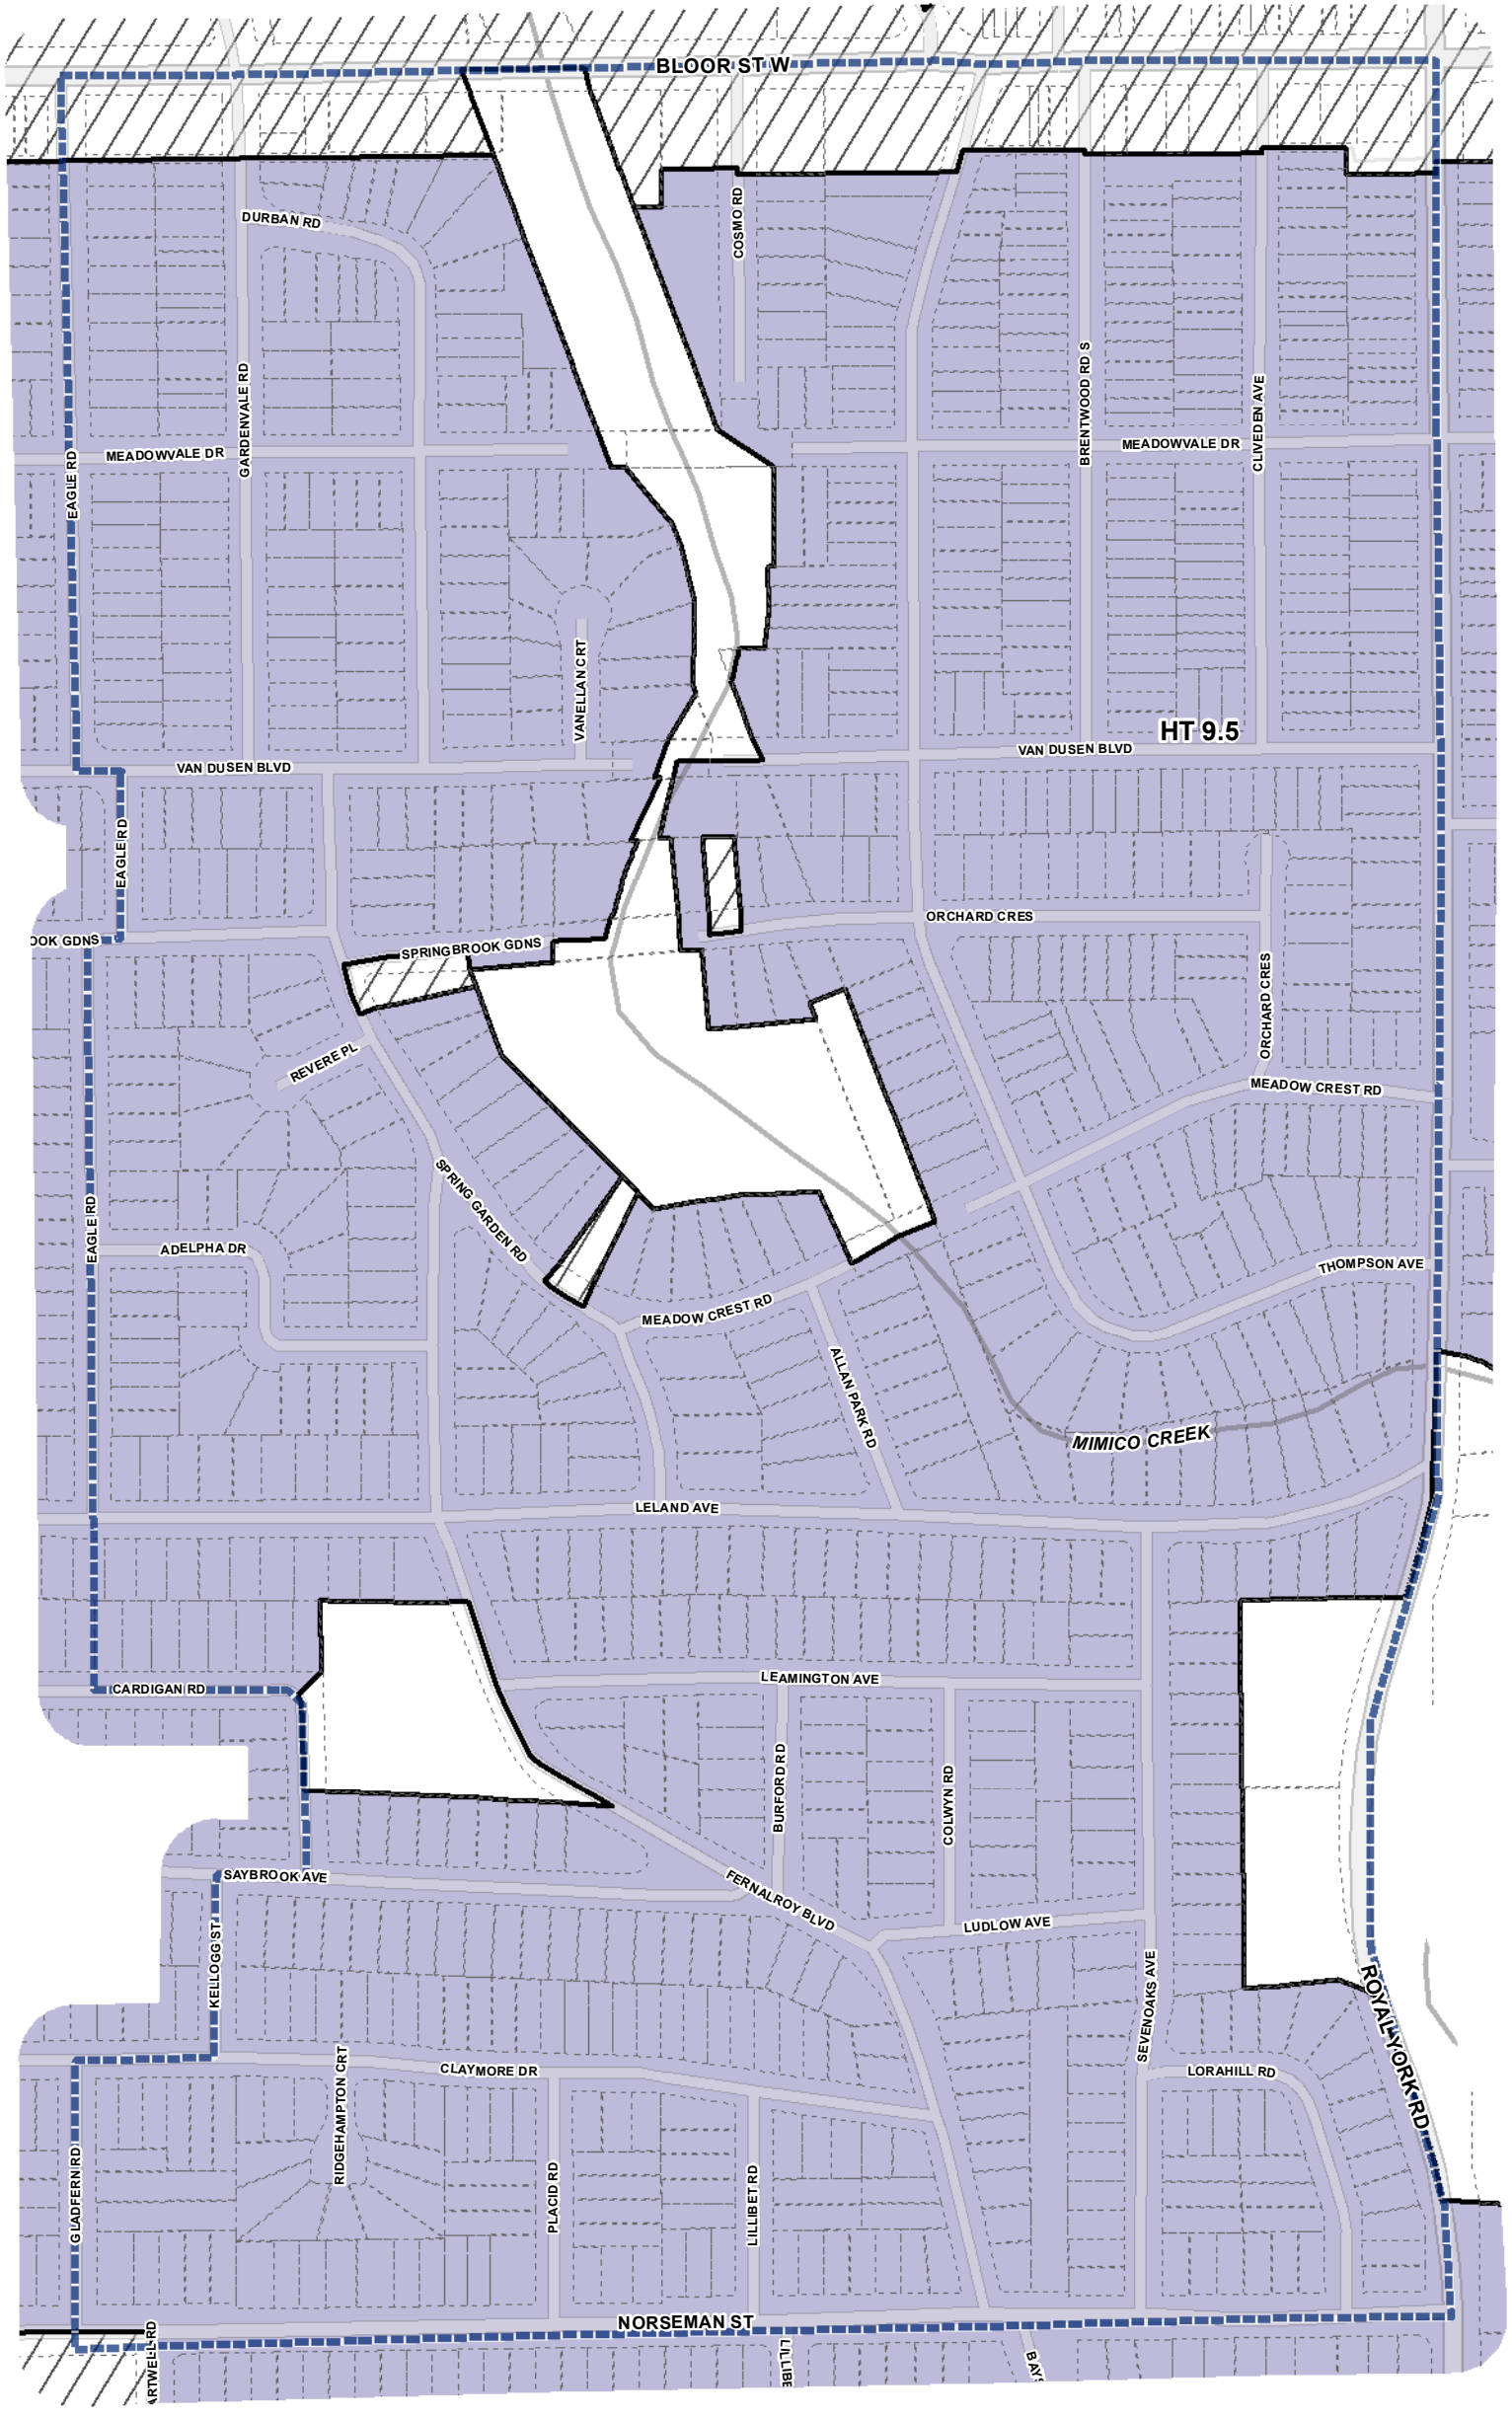 BLOOR ST W
DURBAN RD
COSMO RD
GARDENVALE RD
BRENTWOOD RD S
CLIVEDEN AVE
MEADOWVALE DR
MEADOWVALE DR
EAGLE RD
VANELLAN CRT
HT 9.5
VAN DUSEN BLVD
VAN DUSEN BLVD
EAGLE RD
ORCHARD CRES
OOK GDNS
SPRINGBROOK GDNS
ORCHARD CRES
REVERE PL
MEADOW CREST RD
SPRING GARDEN RD
EAGLE RD
ADELPHA DR
THOMPSON AVE
MEADOW CREST RD
ALLAN PARK RD
MIMICO CREEK
LELAND AVE
LEAMINGTON AVE
CARDIGAN RD
BURFORD RD
COLWYN RD
SAYBROOK AVE
FERNALROY BLVD
LUDLOW AVE
KELLOGG ST
SEVENOAKS AVE
ROYAL YORK RD
CLAYMORE DR
LORAHILL RD
RIDGEHAMPTON CRT
GLADFERN RD
PLACID RD
LILLIBET RD
NORSEMAN ST
ARTWELL RD
LILLIBE
BAYS